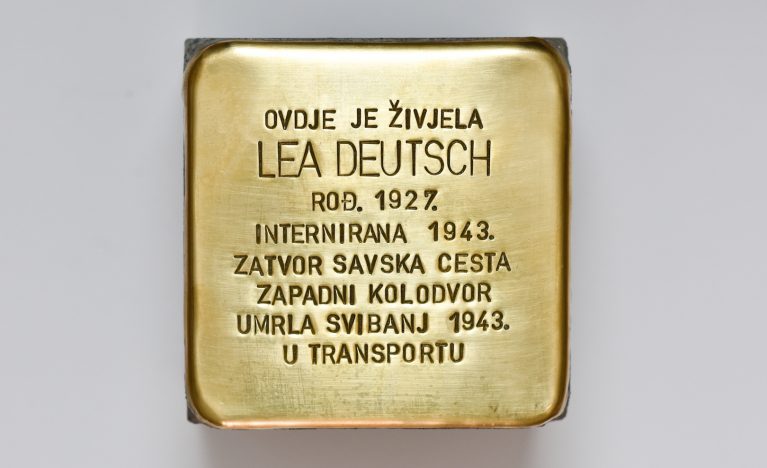 OVDJE JE ŽIVJELA
LEA DEUTSCH
ROĐ. 1927.
INTERNIRANA 1943.
ZATVOR SAVSKA CESTA
ZAPADNI KOLODVOR
UMRLA SVIBANJ 1943.
U TRANSPORTU